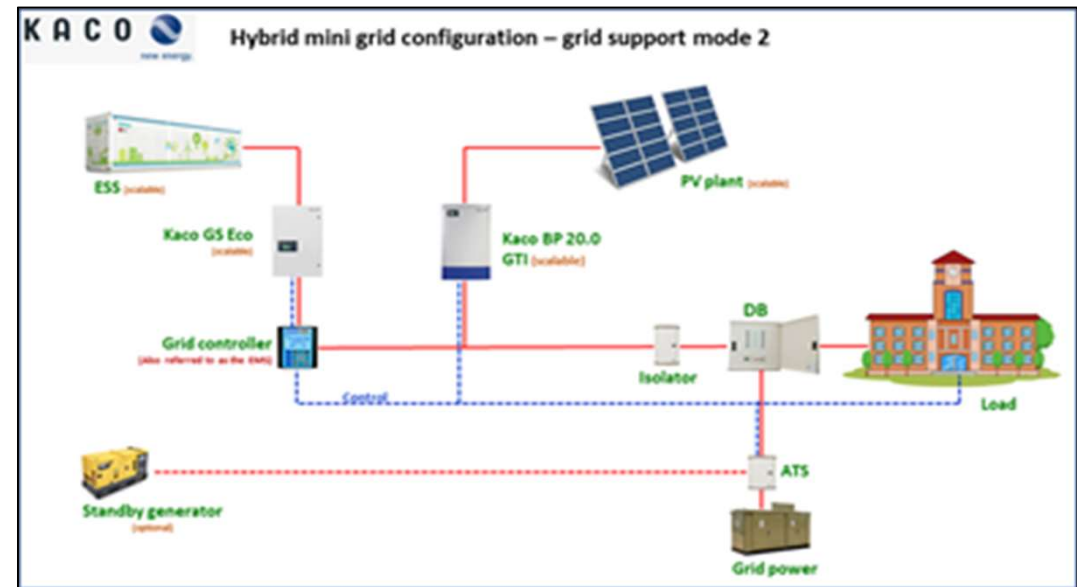 KACO
new energy.
Hybrid mini grid configuration – grid support mode 2
ESS (scalable)
PV plant (scalable)
Kaco GS Eco
(scalable)
Kaco BP 20.0
GTI (scalable)
DB
Grid controller
(Also referred to as the EMS)
Isolator
Control
Load
ATS
Standby generator
(optional)
Grid power